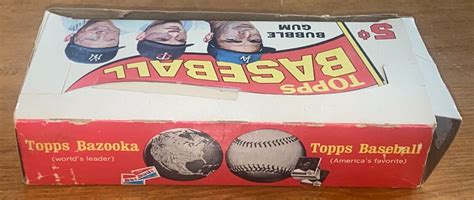 5¢
BUBBLE
GUM
TOPPS
BASEBALL
Topps Bazooka
(world's leader)
Topps Baseball
(America's favorite)